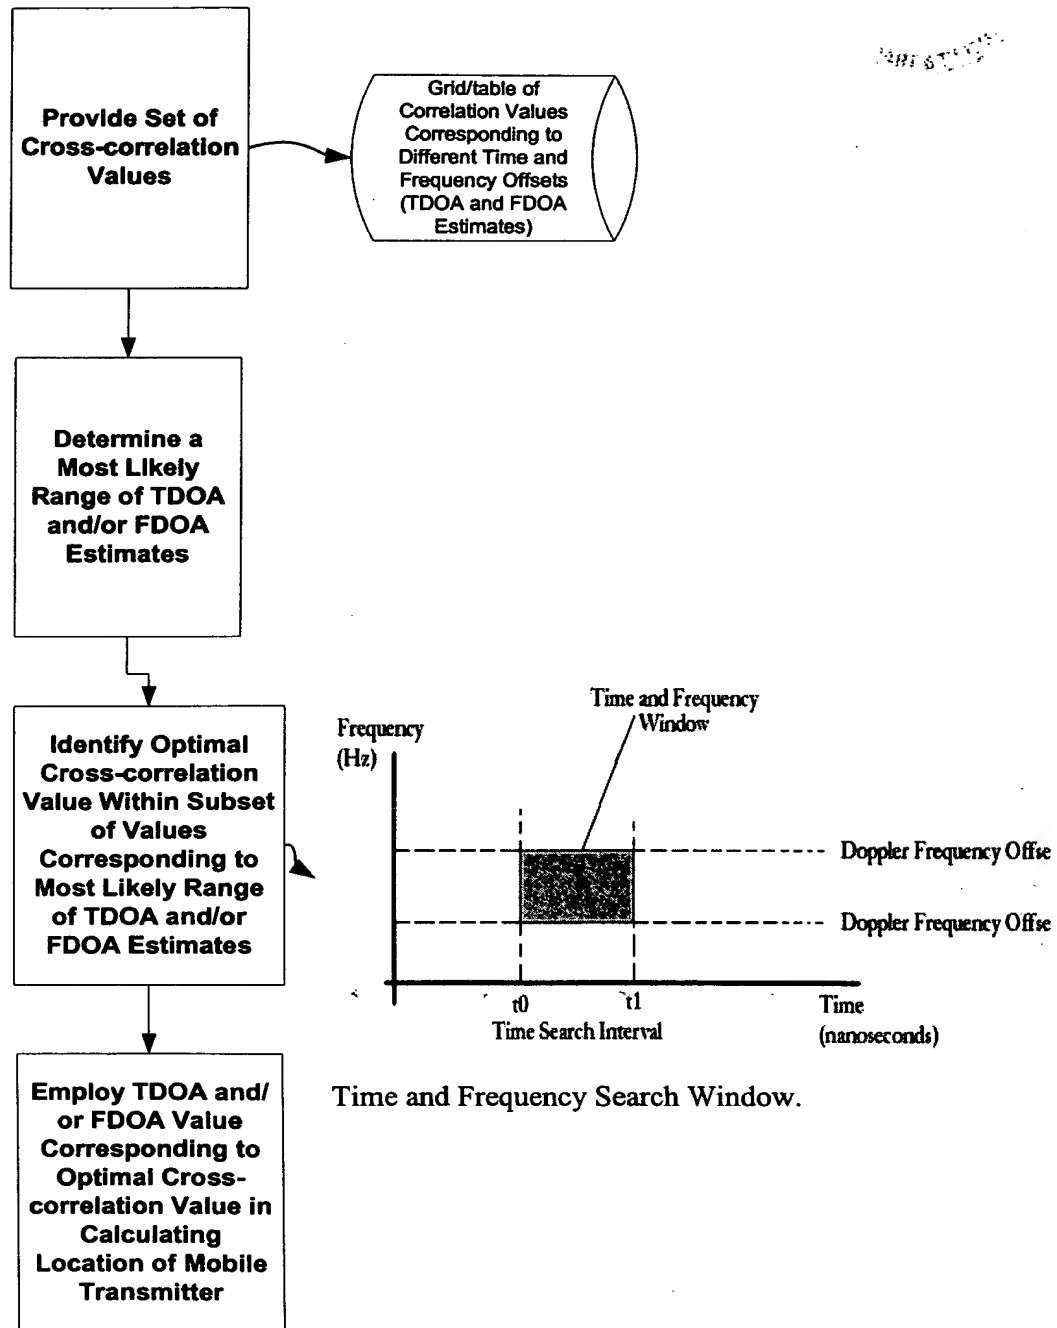 Provide Set of
Cross-correlation
Values
Grid/table of
Correlation Values
Corresponding to
Different Time and
Frequency Offsets
(TDOA and FDOA
Estimates)
Determine a
Most Likely
Range of TDOA
and/or FDOA
Estimates
Identify Optimal
Cross-correlation
Value Within Subset
of Values
Corresponding to
Most Likely Range
of TDOA and/or
FDOA Estimates
Time and Frequency
Window
Frequency
(Hz)
Doppler Frequency Offse
Doppler Frequency Offse
t0
t1
Time
Time Search Interval
(nanoseconds)
Employ TDOA and/
or FDOA Value
Corresponding to
Optimal Cross-
correlation Value in
Calculating
Location of Mobile
Transmitter
Time and Frequency Search Window.